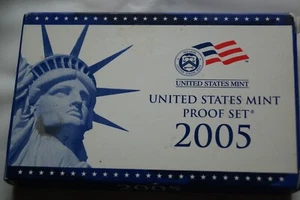 UNITED STATES MINT
UNITED STATES MINT
PROOF SET®
2005